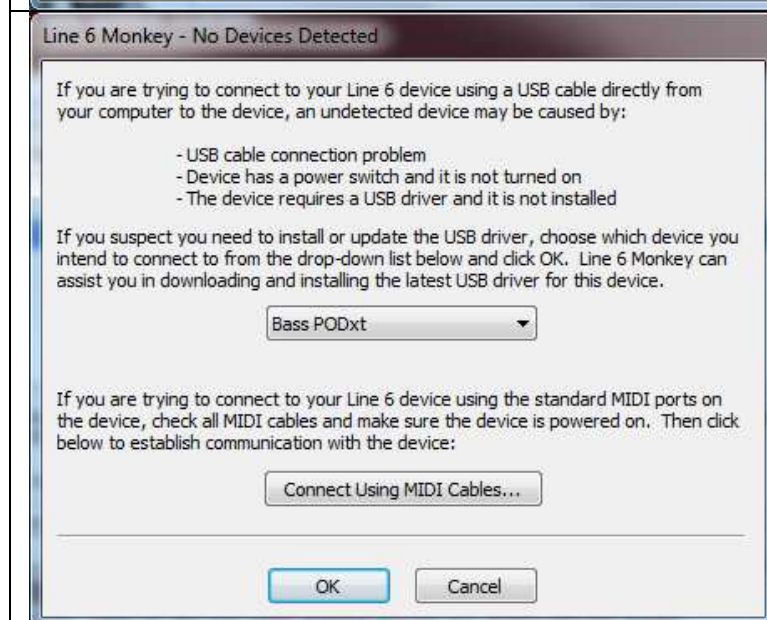 Line 6 Monkey - No Devices Detected
If you are trying to connect to your Line 6 device using a USB cable directly from
your computer to the device, an undetected device may be caused by:
- USB cable connection problem
- Device has a power switch and it is not turned on
- The device requires a USB driver and it is not installed
If you suspect you need to install or update the USB driver, choose which device you
intend to connect to from the drop-down list below and click OK. Line 6 Monkey can
assist you in downloading and installing the latest USB driver for this device.
Bass PODxt
If you are trying to connect to your Line 6 device using the standard MIDI ports on
the device, check all MIDI cables and make sure the device is powered on. Then click
below to establish communication with the device:
Connect Using MIDI Cables...
OK Cancel